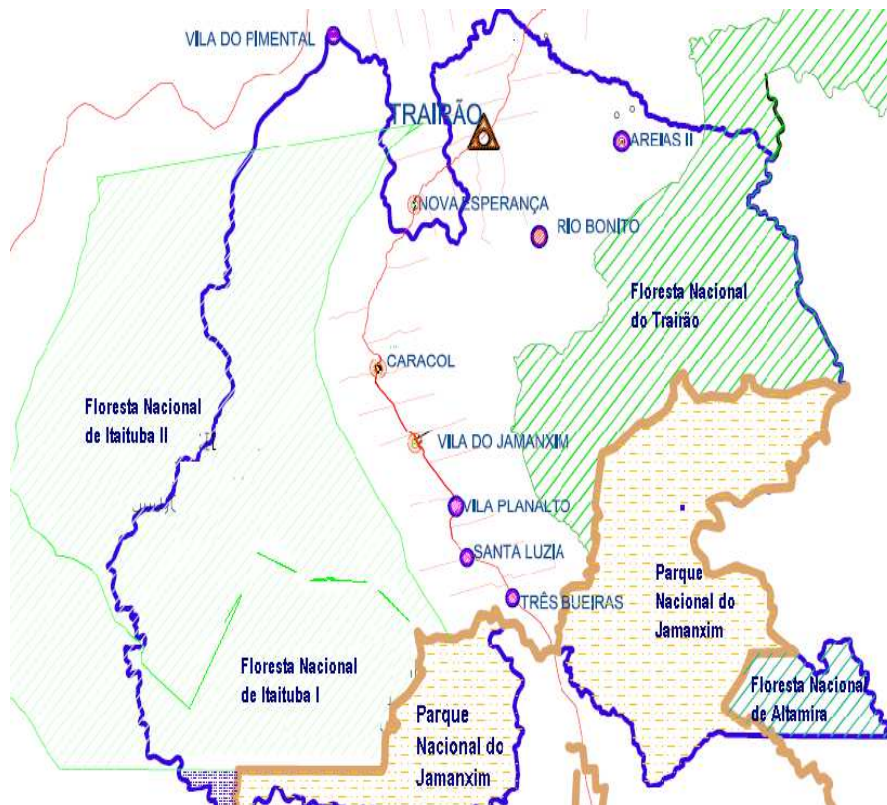 VILA DO PIMENTAL
TRAIRÃO
AREIAS II
NOVA ESPERANÇA
RIO BONITO
Floresta Nacional
do Trairão
CARACOL
Floresta Nacional
de Itaituba II
VILA DO JAMANXIM
VILA PLANALTO
SANTA LUZIA
TRÊS BUEIRAS
Parque
Nacional do
Jamanxim
Floresta Nacional
de Itaituba I
Floresta Nacional
de Altamira
Parque
Nacional do
Jamanxim